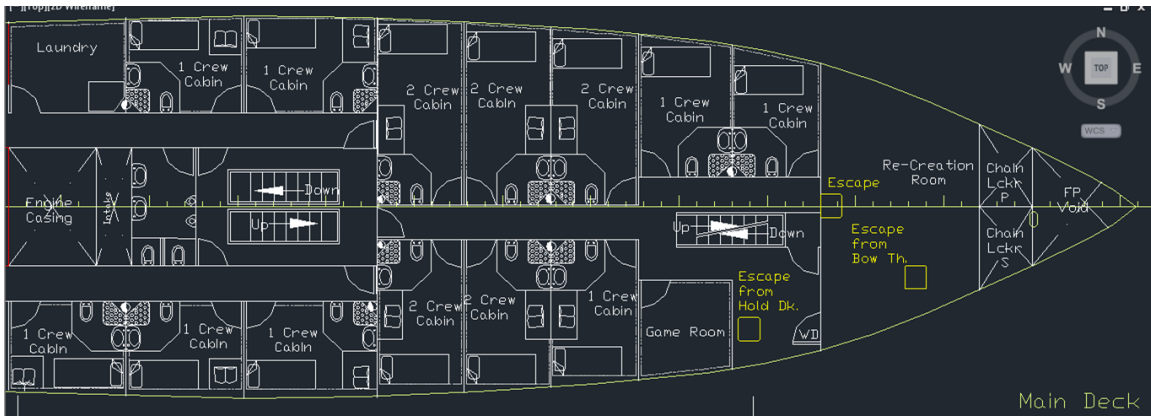 [-][Top][2D Wireframe]
N
W
TOP
E
S
WCS
Laundry
1 Crew
Cabin
1 Crew
Cabin
2 Crew
Cabin
2 Crew
Cabin
2 Crew
Cabin
1 Crew
Cabin
1 Crew
Cabin
Re-Creation
Room
Chain
Lckr
P
FP
Void
Chain
Lckr
S
Engine
Casing
Intake
Down
Up
Up
Down
Escape
Escape
from
Bow Th.
Escape
from
Hold Dk.
WD
Game Room
1 Crew
Cabin
1 Crew
Cabin
1 Crew
Cabin
2 Crew
Cabin
2 Crew
Cabin
1 Crew
Cabin
Main Deck